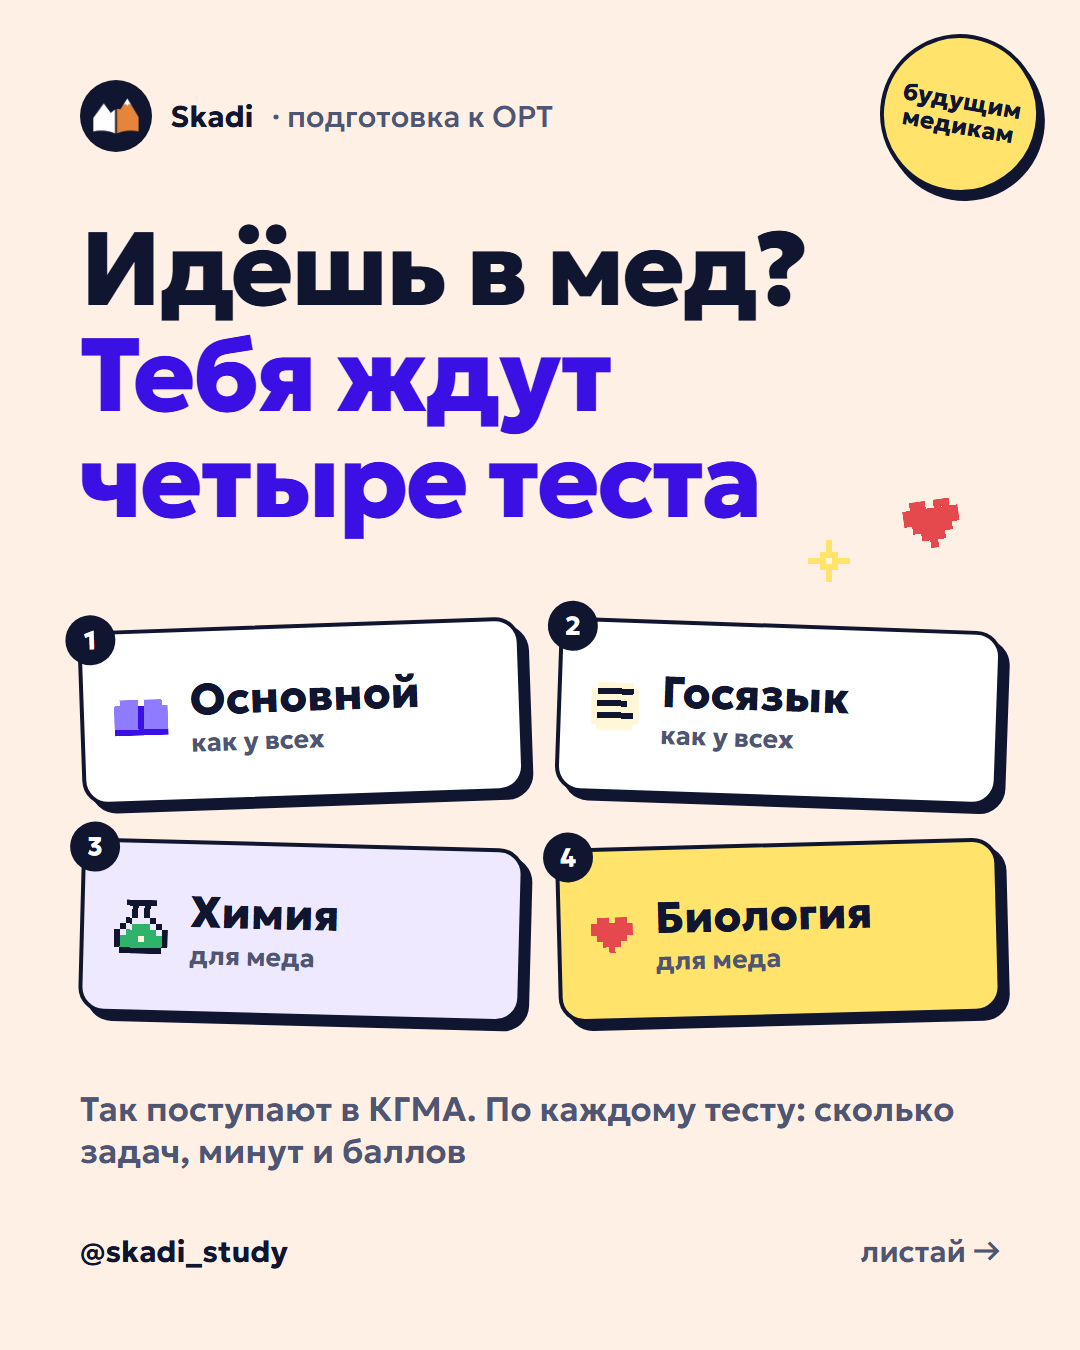 Skadi · подготовка к ОРТ
будущим
медикам
Идёшь в мед?
Тебя ждут
четыре теста
1
Основной
как у всех
2
Госязык
как у всех
3
Химия
для меда
4
Биология
для меда
Так поступают в КГМА. По каждому тесту: сколько
задач, минут и баллов
@skadi_study
листай →